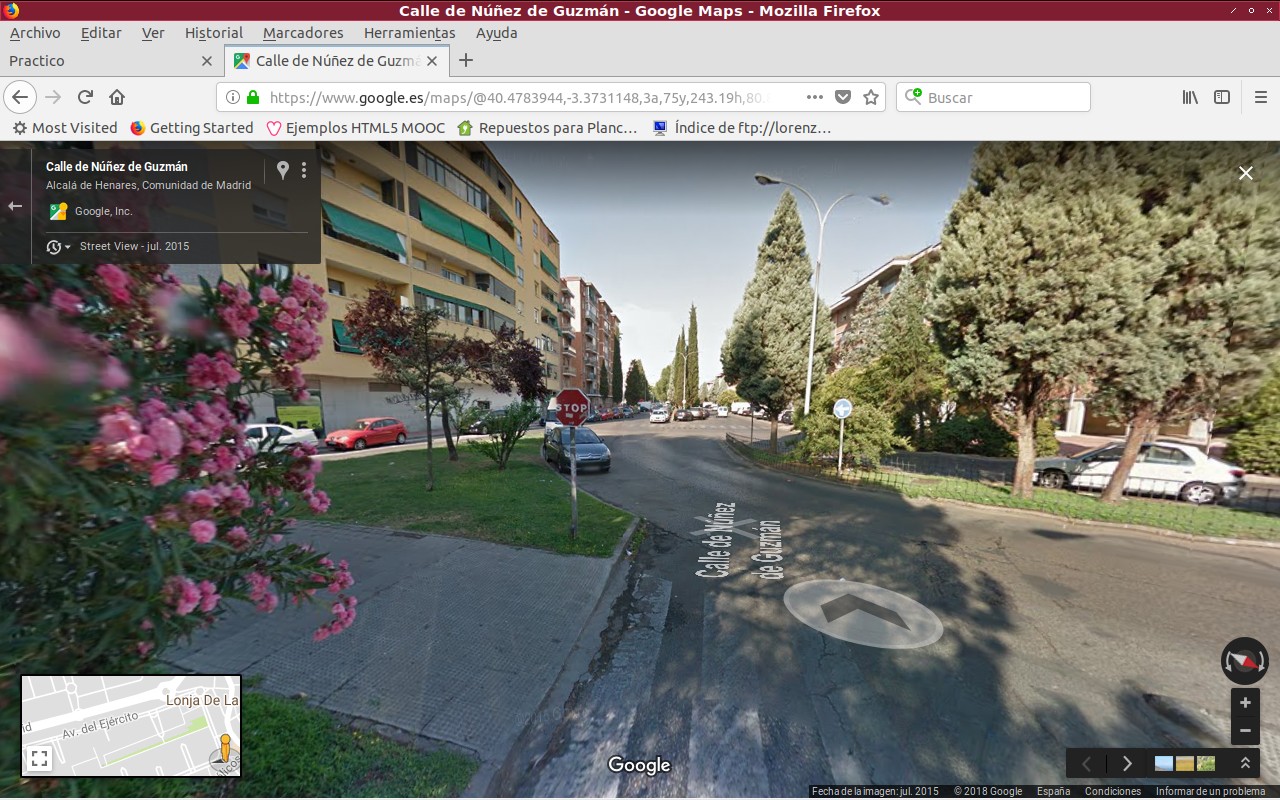 Calle de Núñez de Guzmán - Google Maps - Mozilla Firefox
Archivo Editar Ver Historial Marcadores Herramientas Ayuda
Practico
Calle de Núñez de Guzma
https://www.google.es/maps/@40.4783944,-3.3731148,3a,75y,243.19h,80.
Buscar
Most Visited Getting Started Ejemplos HTML5 MOOC Repuestos para Planc… Índice de ftp://lorenz…
Calle de Núñez de Guzmán
Alcalá de Henares, Comunidad de Madrid
Google, Inc.
Street View - jul. 2015
STOP
Calle de Núñez
de Guzmán
Lonja De La
Av. del Ejército
Google
Fecha de la imagen: jul. 2015 © 2018 Google España Condiciones Informar de un problema